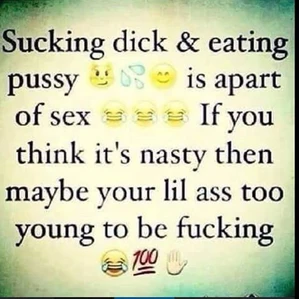 Sucking dick & eating
pussy 😼💦😊 is apart
of sex 😂😂😂 If you
think it's nasty then
maybe your lil ass too
young to be fucking
😂💯✋